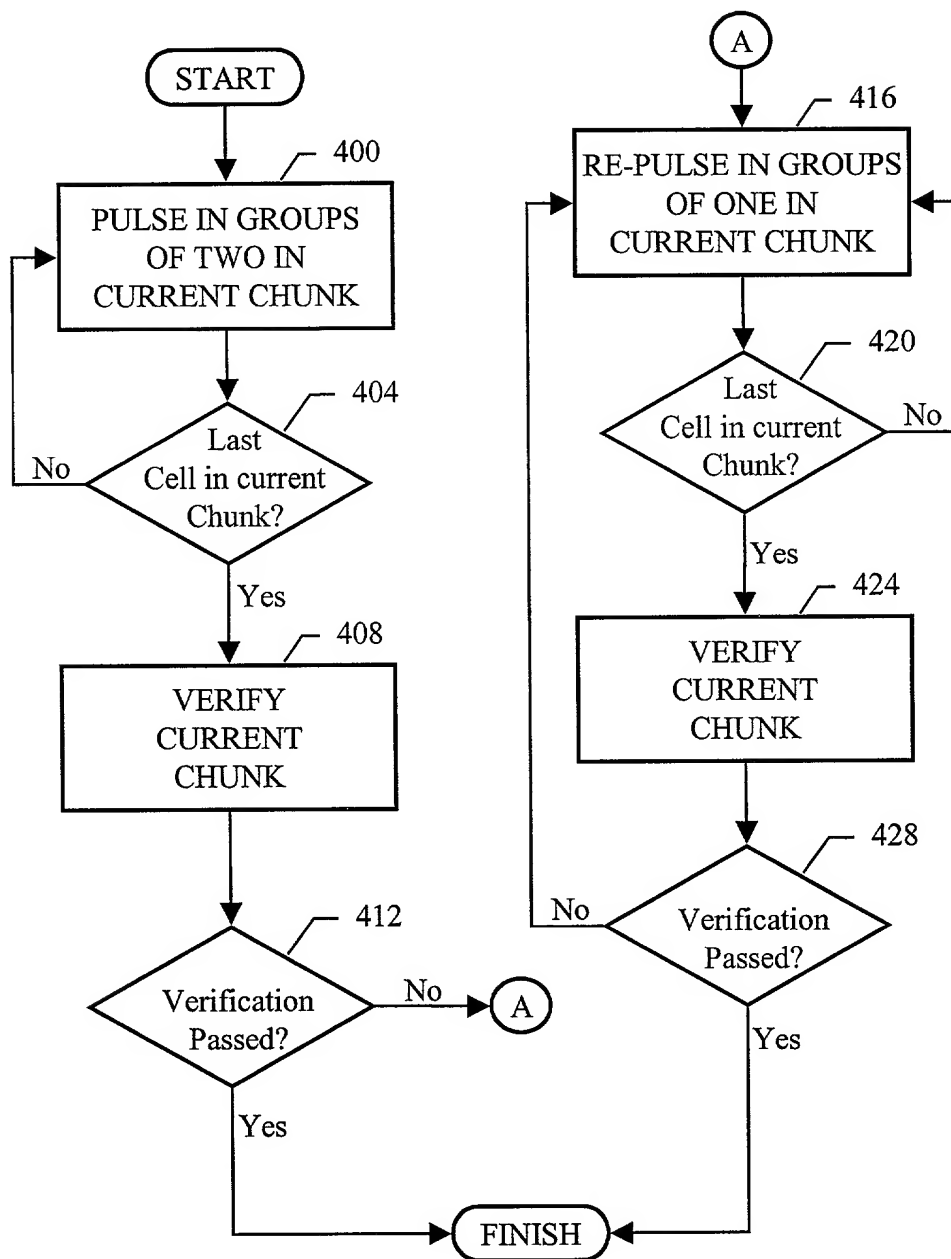 START
400
PULSE IN GROUPS
OF TWO IN
CURRENT CHUNK
404
Last
Cell in current
Chunk?
No
Yes
408
VERIFY
CURRENT
CHUNK
412
Verification
Passed?
No
A
Yes
A
416
RE-PULSE IN GROUPS
OF ONE IN
CURRENT CHUNK
420
Last
Cell in current
Chunk?
No
Yes
424
VERIFY
CURRENT
CHUNK
428
Verification
Passed?
No
Yes
FINISH